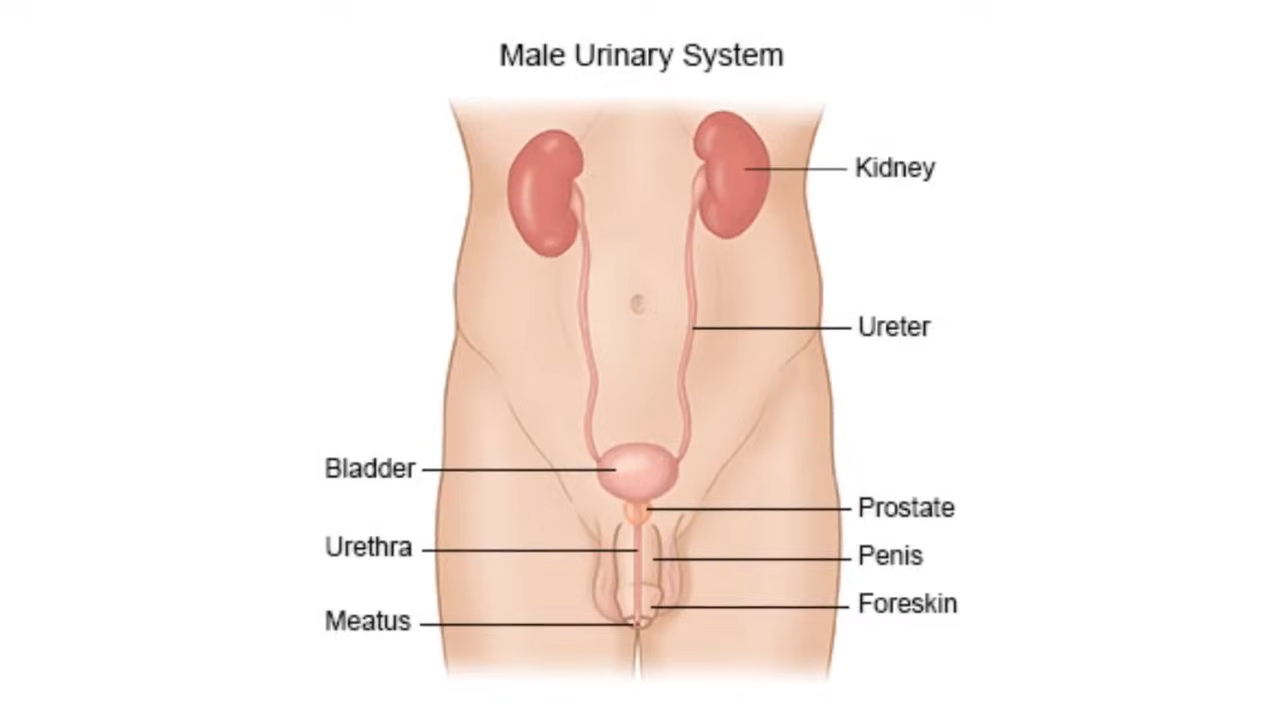 Male Urinary System
Kidney
Ureter
Bladder
Prostate
Urethra
Penis
Foreskin
Meatus